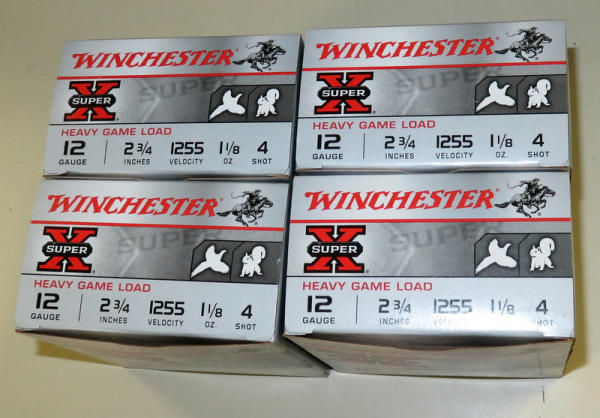 WINCHESTER
SUPER X
SUPER
HEAVY GAME LOAD
12 2 3/4 1255 1 1/8 4
GAUGE INCHES VELOCITY OZ. SHOT
WINCHESTER
SUPER X
SUPER
HEAVY GAME LOAD
12 2 3/4 1255 1 1/8 4
GAUGE INCHES VELOCITY OZ. SHOT
WINCHESTER
SUPER X
SUPER
HEAVY GAME LOAD
12 2 3/4 1255 1 1/8 4
GAUGE INCHES VELOCITY OZ. SHOT
WINCHESTER
SUPER X
SUPER
HEAVY GAME LOAD
12 2 3/4 1255 1 1/8 4
GAUGE INCHES VELOCITY OZ. SHOT